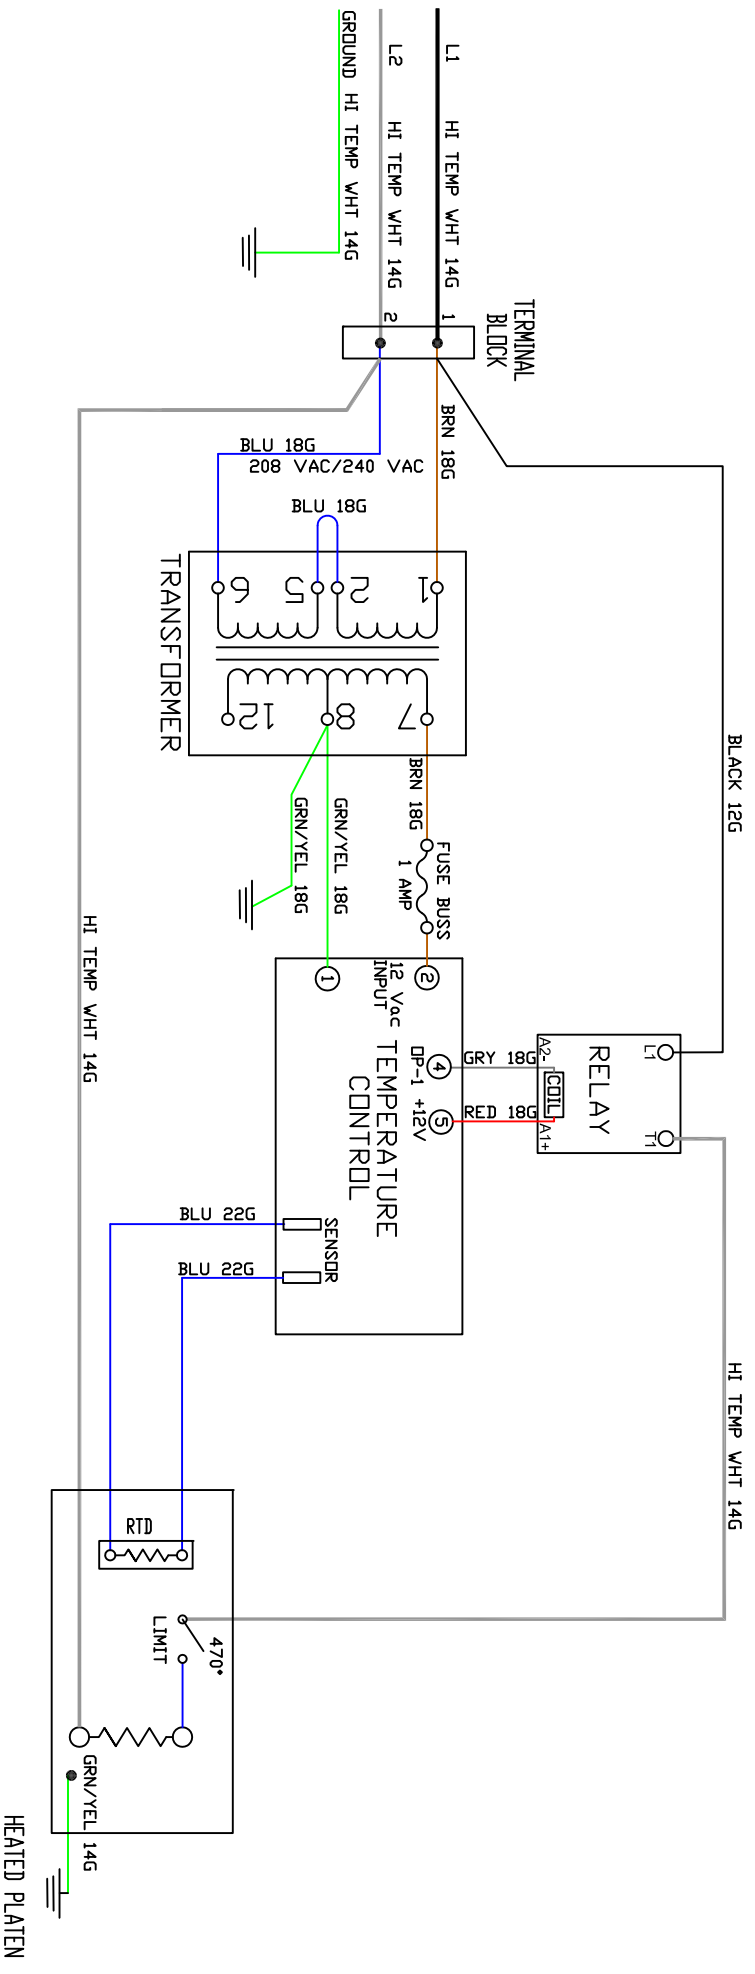 L1 HI TEMP WHT 14G
L2 HI TEMP WHT 14G
GROUND HI TEMP WHT 14G
TERMINAL
BLOCK
1
2
BRN 18G
BLACK 12G
BLU 18G
208 VAC/240 VAC
BLU 18G
1
2
5
6
7
8
12
TRANSFORMER
BRN 18G
FUSE BUSS
1 AMP
GRN/YEL 18G
GRN/YEL 18G
HI TEMP WHT 14G
2
1
12 Vac
INPUT
TEMPERATURE
CONTROL
4
5
OP-1 +12V
SENSOR
GRY 18G
RED 18G
RELAY
L1
T1
A2-
COIL
A1+
HI TEMP WHT 14G
BLU 22G
BLU 22G
RTD
470°
LIMIT
GRN/YEL 14G
HEATED PLATEN